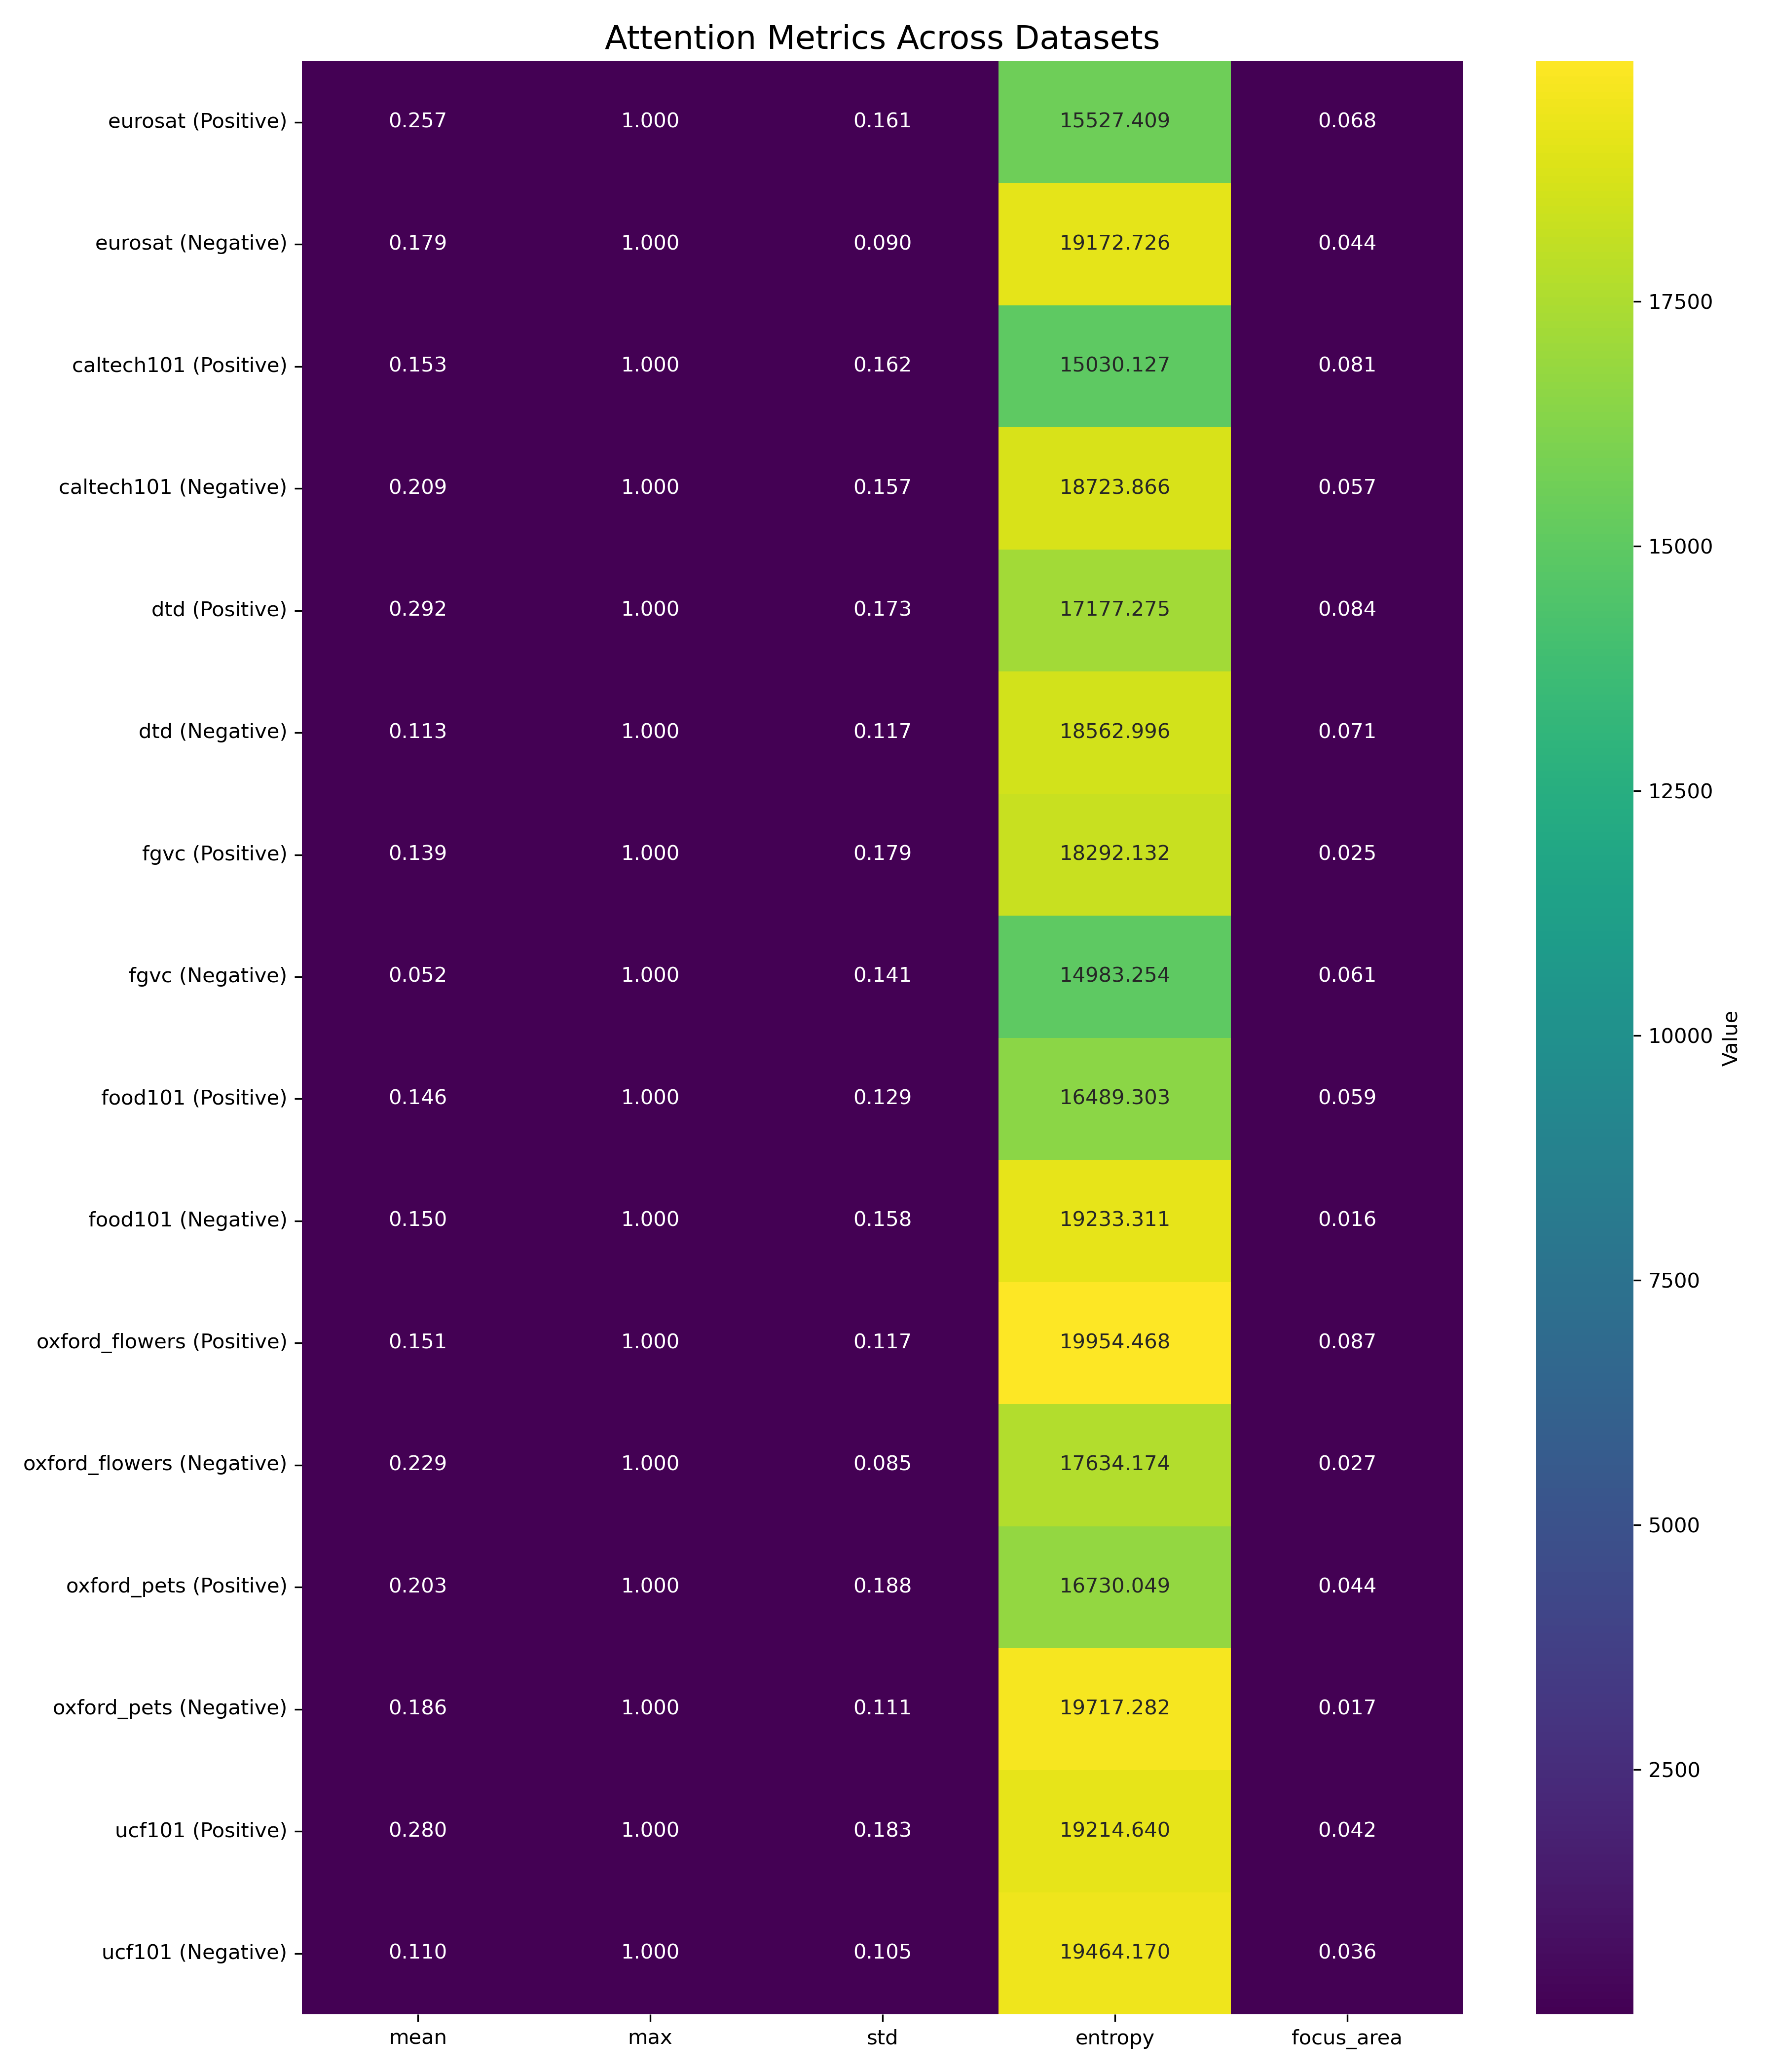 Attention Metrics Across Datasets
eurosat (Positive) 0.257 1.000 0.161 15527.409 0.068
eurosat (Negative) 0.179 1.000 0.090 19172.726 0.044
caltech101 (Positive) 0.153 1.000 0.162 15030.127 0.081
caltech101 (Negative) 0.209 1.000 0.157 18723.866 0.057
dtd (Positive) 0.292 1.000 0.173 17177.275 0.084
dtd (Negative) 0.113 1.000 0.117 18562.996 0.071
fgvc (Positive) 0.139 1.000 0.179 18292.132 0.025
fgvc (Negative) 0.052 1.000 0.141 14983.254 0.061
food101 (Positive) 0.146 1.000 0.129 16489.303 0.059
food101 (Negative) 0.150 1.000 0.158 19233.311 0.016
oxford_flowers (Positive) 0.151 1.000 0.117 19954.468 0.087
oxford_flowers (Negative) 0.229 1.000 0.085 17634.174 0.027
oxford_pets (Positive) 0.203 1.000 0.188 16730.049 0.044
oxford_pets (Negative) 0.186 1.000 0.111 19717.282 0.017
ucf101 (Positive) 0.280 1.000 0.183 19214.640 0.042
ucf101 (Negative) 0.110 1.000 0.105 19464.170 0.036
mean max std entropy focus_area
17500
15000
12500
10000
7500
5000
2500
Value